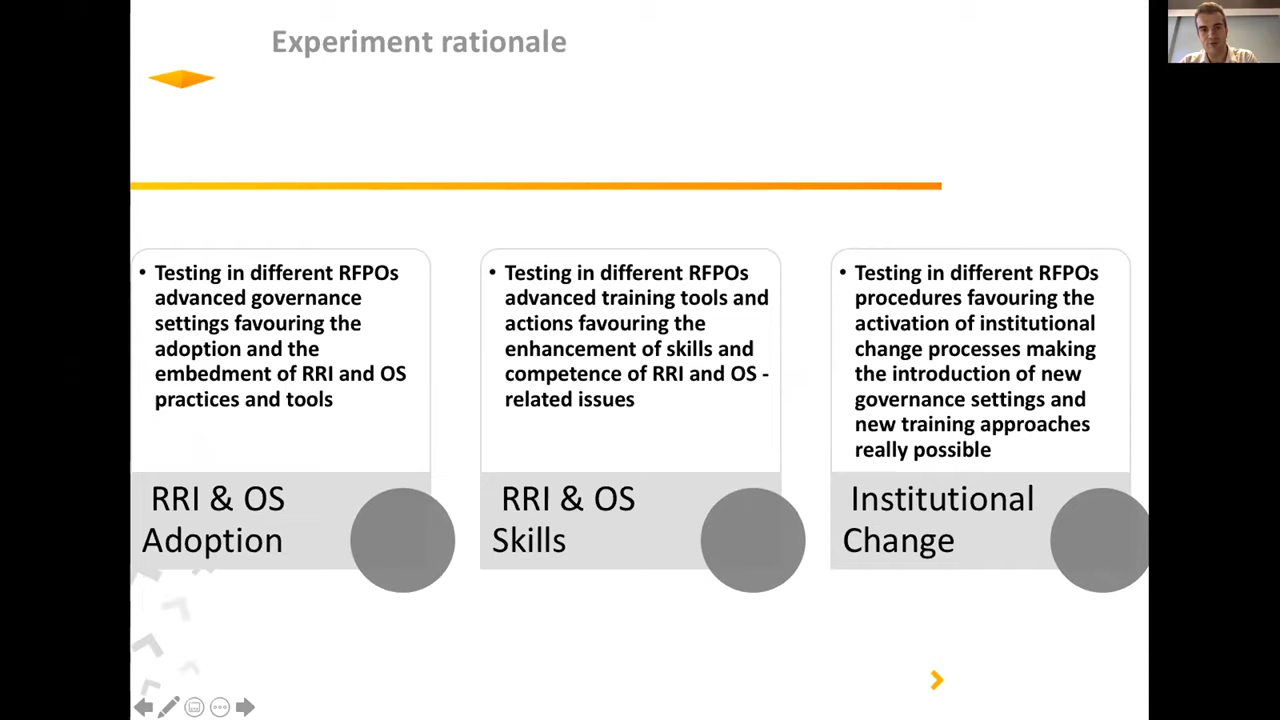 Experiment rationale
• Testing in different RFPOs
advanced governance
settings favouring the
adoption and the
embedment of RRI and OS
practices and tools
RRI & OS
Adoption
• Testing in different RFPOs
advanced training tools and
actions favouring the
enhancement of skills and
competence of RRI and OS -
related issues
RRI & OS
Skills
• Testing in different RFPOs
procedures favouring the
activation of institutional
change processes making
the introduction of new
governance settings and
new training approaches
really possible
Institutional
Change